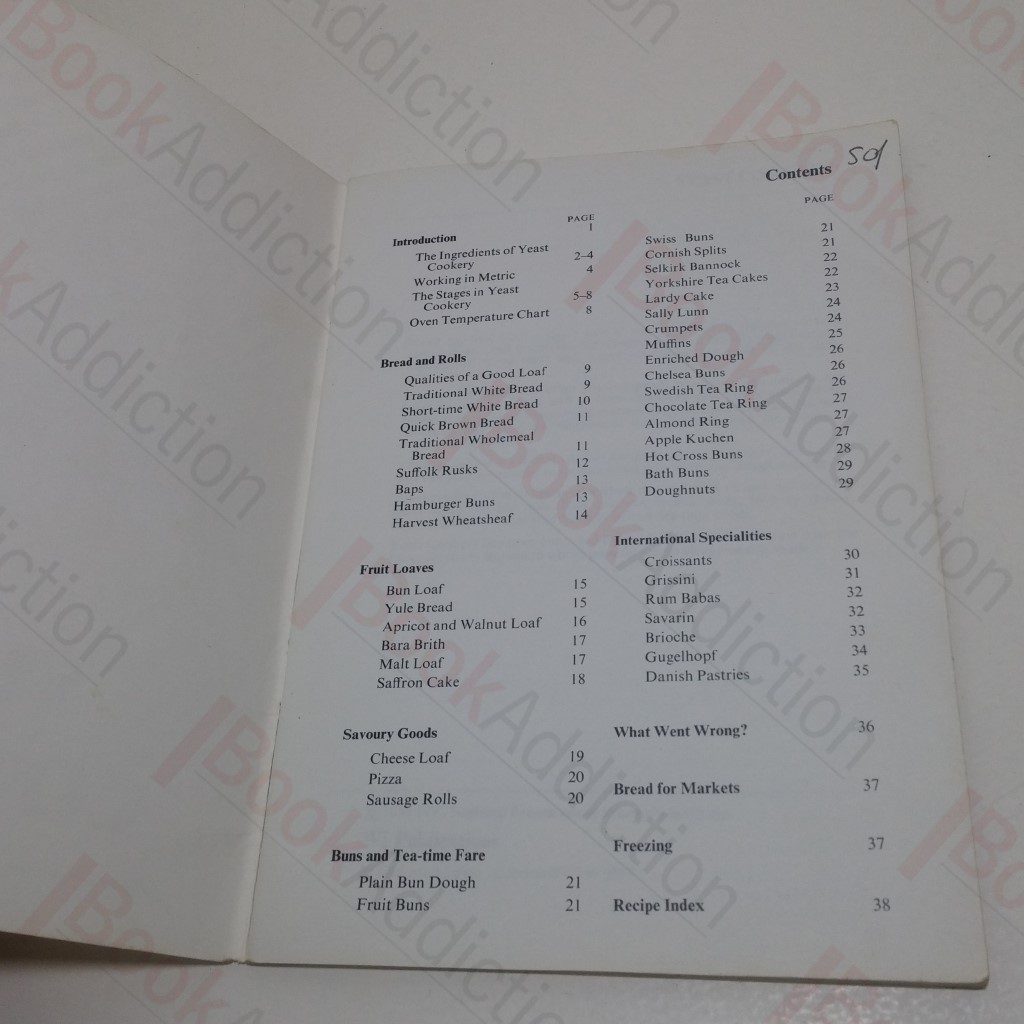 Contents
50/
PAGE
Introduction 1
The Ingredients of Yeast
Cookery 2–4
Working in Metric 4
The Stages in Yeast
Cookery 5–8
Oven Temperature Chart 8
Bread and Rolls
Qualities of a Good Loaf 9
Traditional White Bread 9
Short-time White Bread 10
Quick Brown Bread 11
Traditional Wholemeal
Bread 11
Suffolk Rusks 12
Baps 13
Hamburger Buns 13
Harvest Wheatsheaf 14
Fruit Loaves
Bun Loaf 15
Yule Bread 15
Apricot and Walnut Loaf 16
Bara Brith 17
Malt Loaf 17
Saffron Cake 18
Savoury Goods
Cheese Loaf 19
Pizza 20
Sausage Rolls 20
Buns and Tea-time Fare
Plain Bun Dough 21
Fruit Buns 21
PAGE
Swiss Buns 21
Cornish Splits 21
Selkirk Bannock 22
Yorkshire Tea Cakes 22
Lardy Cake 23
Sally Lunn 24
Crumpets 24
Muffins 25
Enriched Dough 26
Chelsea Buns 26
Swedish Tea Ring 26
Chocolate Tea Ring 27
Almond Ring 27
Apple Kuchen 27
Hot Cross Buns 28
Bath Buns 29
Doughnuts 29
International Specialities
Croissants 30
Grissini 31
Rum Babas 32
Savarin 32
Brioche 33
Gugelhopf 34
Danish Pastries 35
What Went Wrong? 36
Bread for Markets 37
Freezing 37
Recipe Index 38
BookAddiction